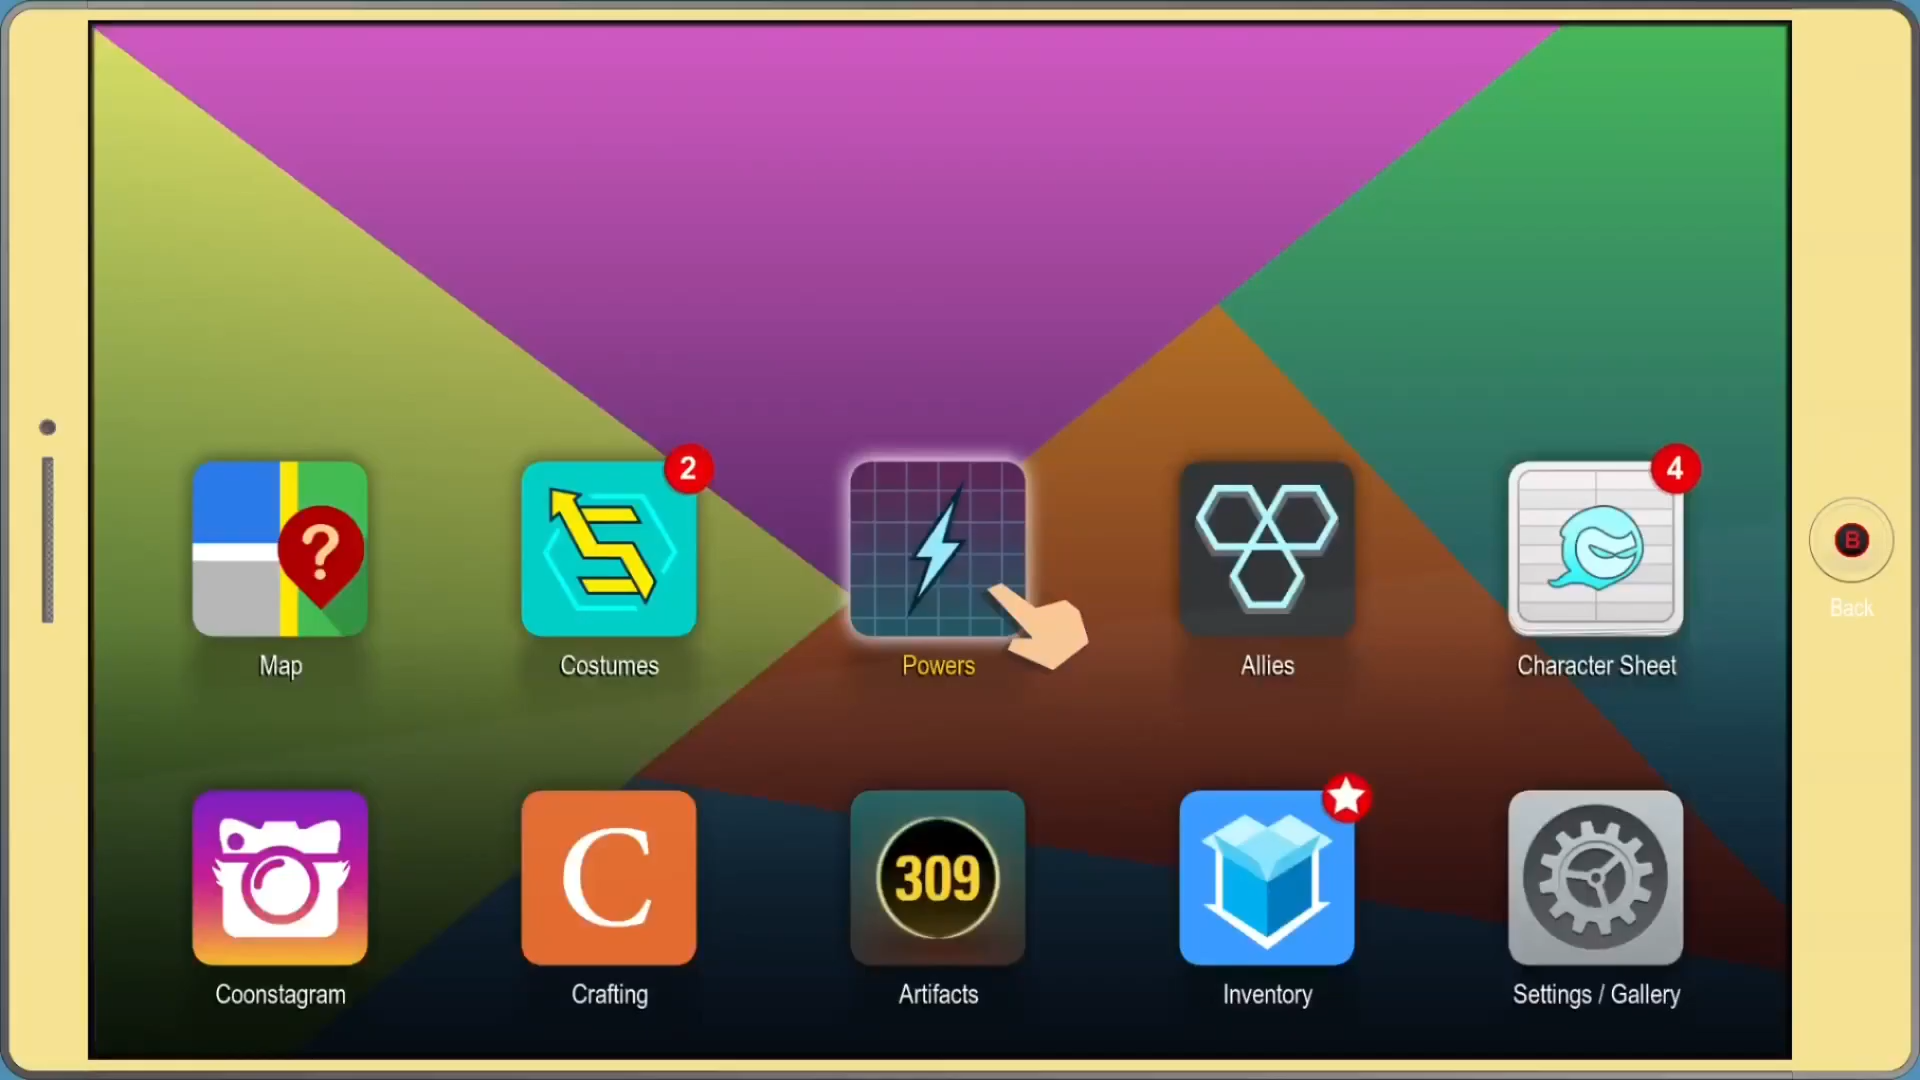 2
4
?
Map
Costumes
Powers
Allies
Character Sheet
B
Back
C
309
Coonstagram
Crafting
Artifacts
Inventory
Settings / Gallery